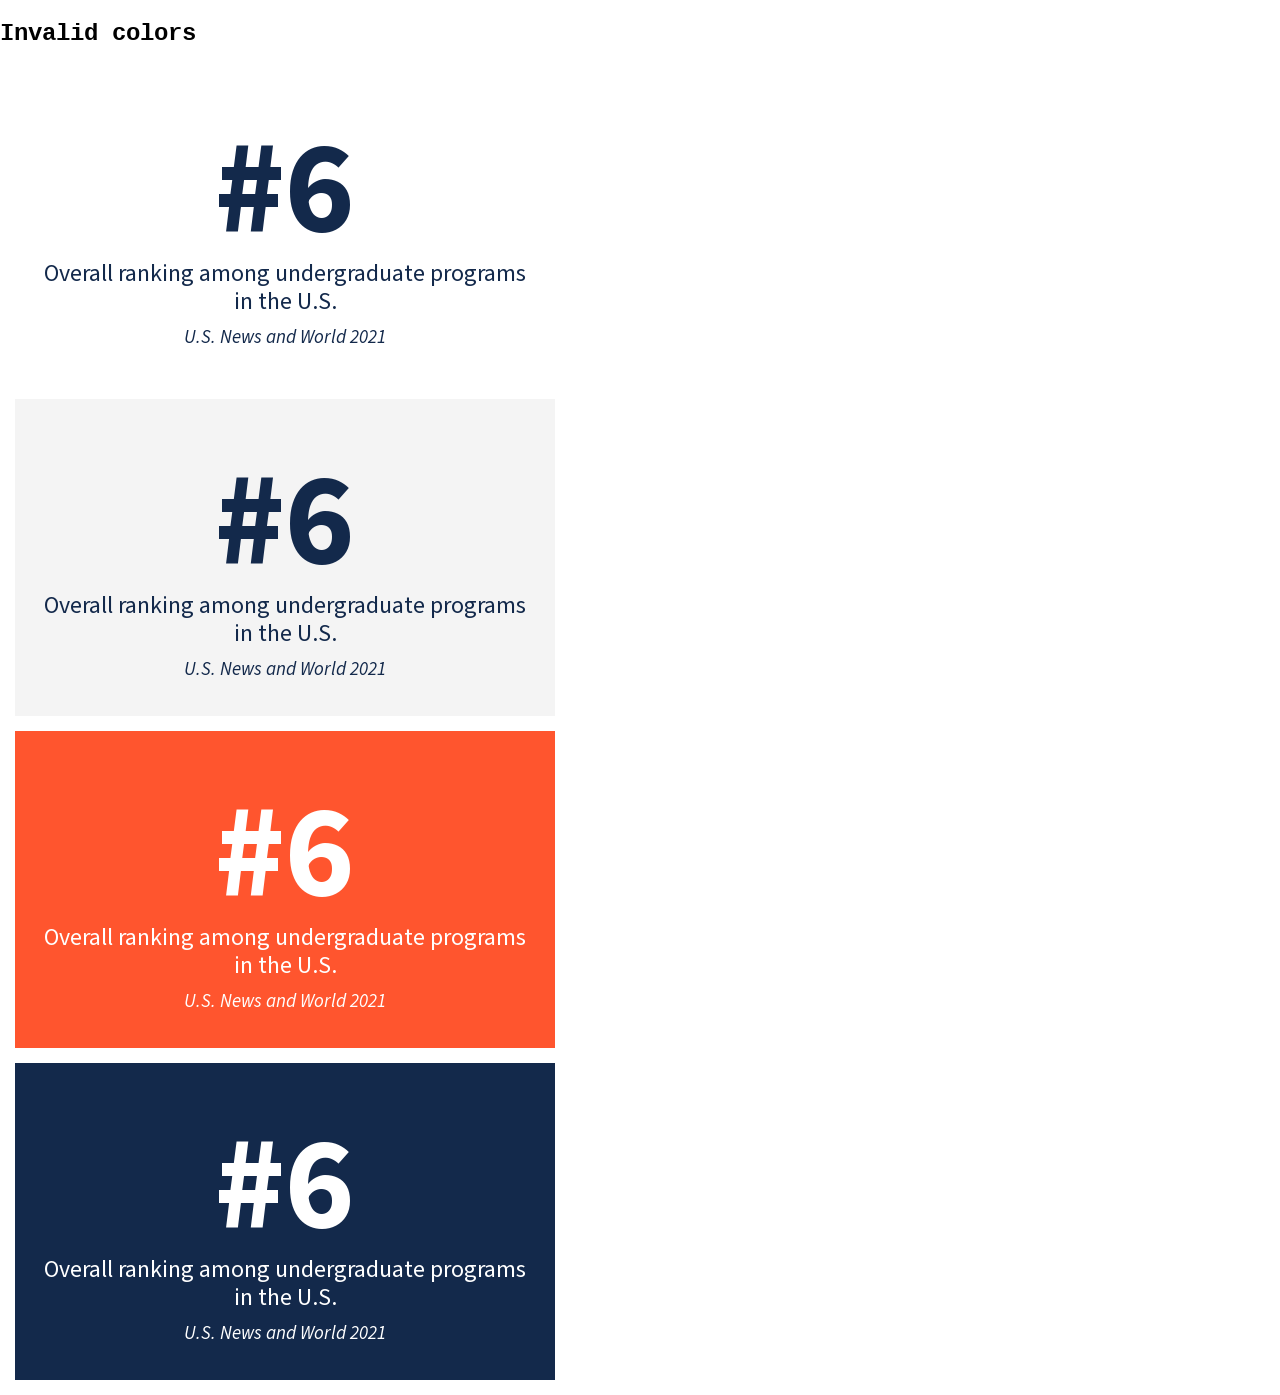 Invalid colors
#6
Overall ranking among undergraduate programs
in the U.S.
U.S. News and World 2021
#6
Overall ranking among undergraduate programs
in the U.S.
U.S. News and World 2021
#6
Overall ranking among undergraduate programs
in the U.S.
U.S. News and World 2021
#6
Overall ranking among undergraduate programs
in the U.S.
U.S. News and World 2021